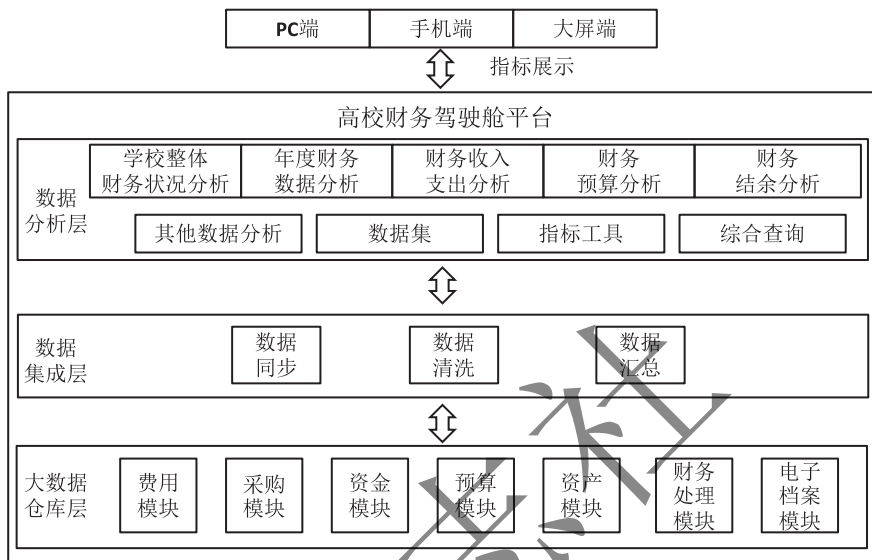 PC端 手机端 大屏端
指标展示
高校财务驾驶舱平台
数据
分析层
学校整体
财务状况分析
年度财务
数据分析
财务收入
支出分析
财务
预算分析
财务
结余分析
其他数据分析 数据集 指标工具 综合查询
数据
集成层
数据
同步
数据
清洗
数据
汇总
大数据
仓库层
费用
模块
采购
模块
资金
模块
预算
模块
资产
模块
财务
处理
模块
电子
档案
模块